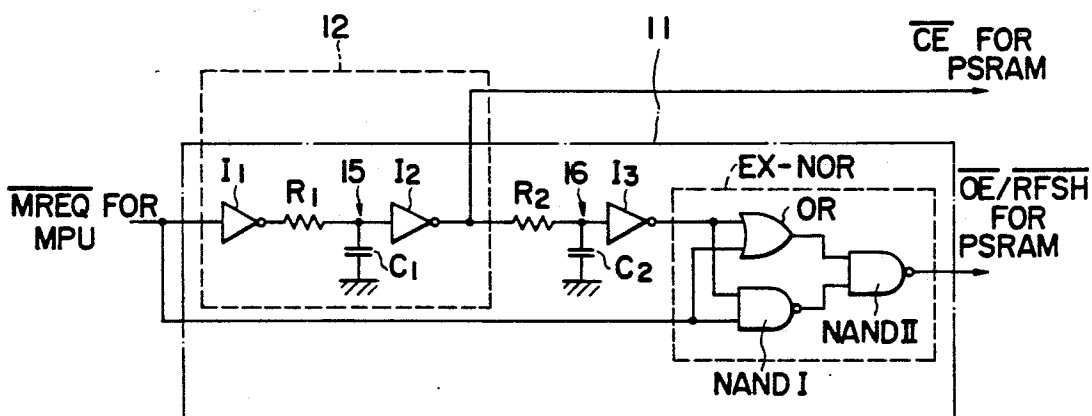 12
11
CE FOR
PSRAM
MREQ FOR
MPU
I1
R1
15
I2
C1
R2
16
I3
C2
EX-NOR
OR
NAND I
NAND II
OE/RFSH
FOR
PSRAM